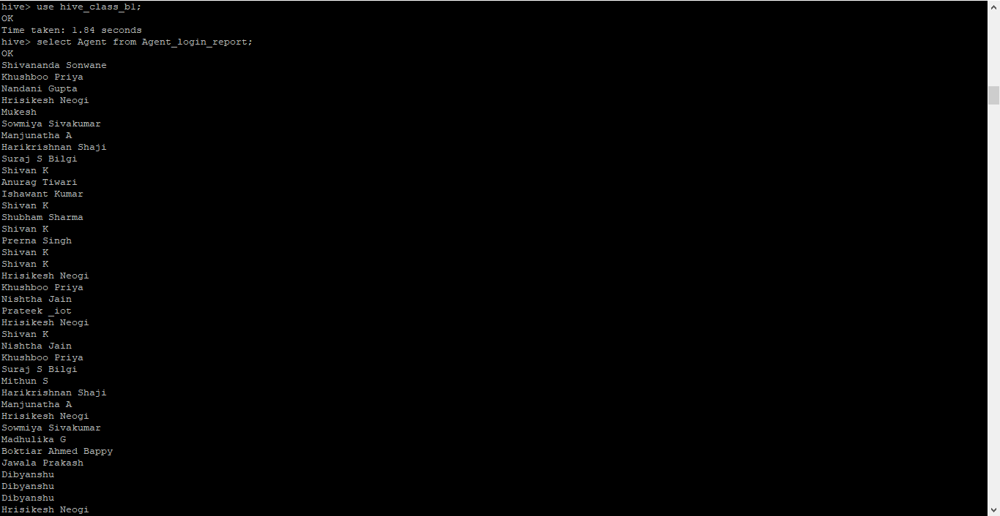 hive> use hive_class_b1;
OK
Time taken: 1.84 seconds
hive> select Agent from Agent_login_report;
OK
Shivananda Sonwane
Khushboo Priya
Nandani Gupta
Hrisikesh Neogi
Mukesh
Sowmiya Sivakumar
Manjunatha A
Harikrishnan Shaji
Suraj S Bilgi
Shivan K
Anurag Tiwari
Ishawant Kumar
Shivan K
Shubham Sharma
Shivan K
Prerna Singh
Shivan K
Shivan K
Hrisikesh Neogi
Khushboo Priya
Nishtha Jain
Prateek _iot
Hrisikesh Neogi
Shivan K
Nishtha Jain
Khushboo Priya
Suraj S Bilgi
Mithun S
Harikrishnan Shaji
Manjunatha A
Hrisikesh Neogi
Sowmiya Sivakumar
Madhulika G
Boktiar Ahmed Bappy
Jawala Prakash
Dibyanshu
Dibyanshu
Dibyanshu
Hrisikesh Neogi